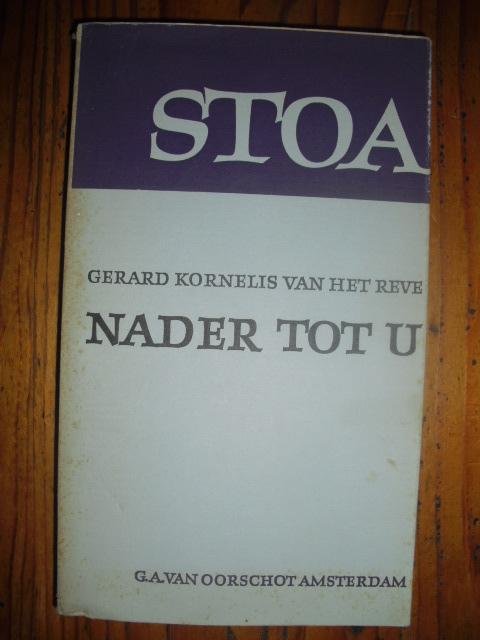 STOA
GERARD KORNELIS VAN HET REVE
NADER TOT U
G.A. VAN OORSCHOT AMSTERDAM